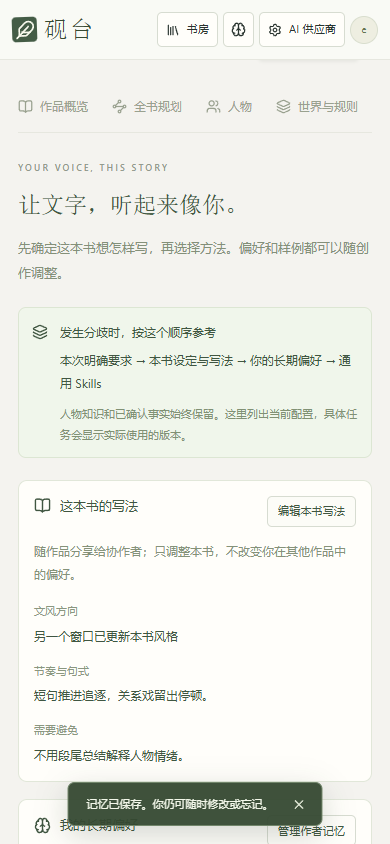 砚台
书房
AI 供应商
作品概览
全书规划
人物
世界与规则
YOUR VOICE, THIS STORY
让文字，听起来像你。
先确定这本书想怎样写，再选择方法。偏好和样例都可以随创
作调整。
发生分歧时，按这个顺序参考
本次明确要求 → 本书设定与写法 → 你的长期偏好 → 通
用 Skills
人物知识和已确认事实始终保留。这里列出当前配置，具体任
务会显示实际使用的版本。
这本书的写法
编辑本书写法
随作品分享给协作者；只调整本书，不改变你在其他作品中
的偏好。
文风方向
另一个窗口已更新本书风格
节奏与句式
短句推进追逐，关系戏留出停顿。
需要避免
不用段尾总结解释人物情绪。
记忆已保存。你仍可随时修改或忘记。
我的长期偏好
管理作者记忆